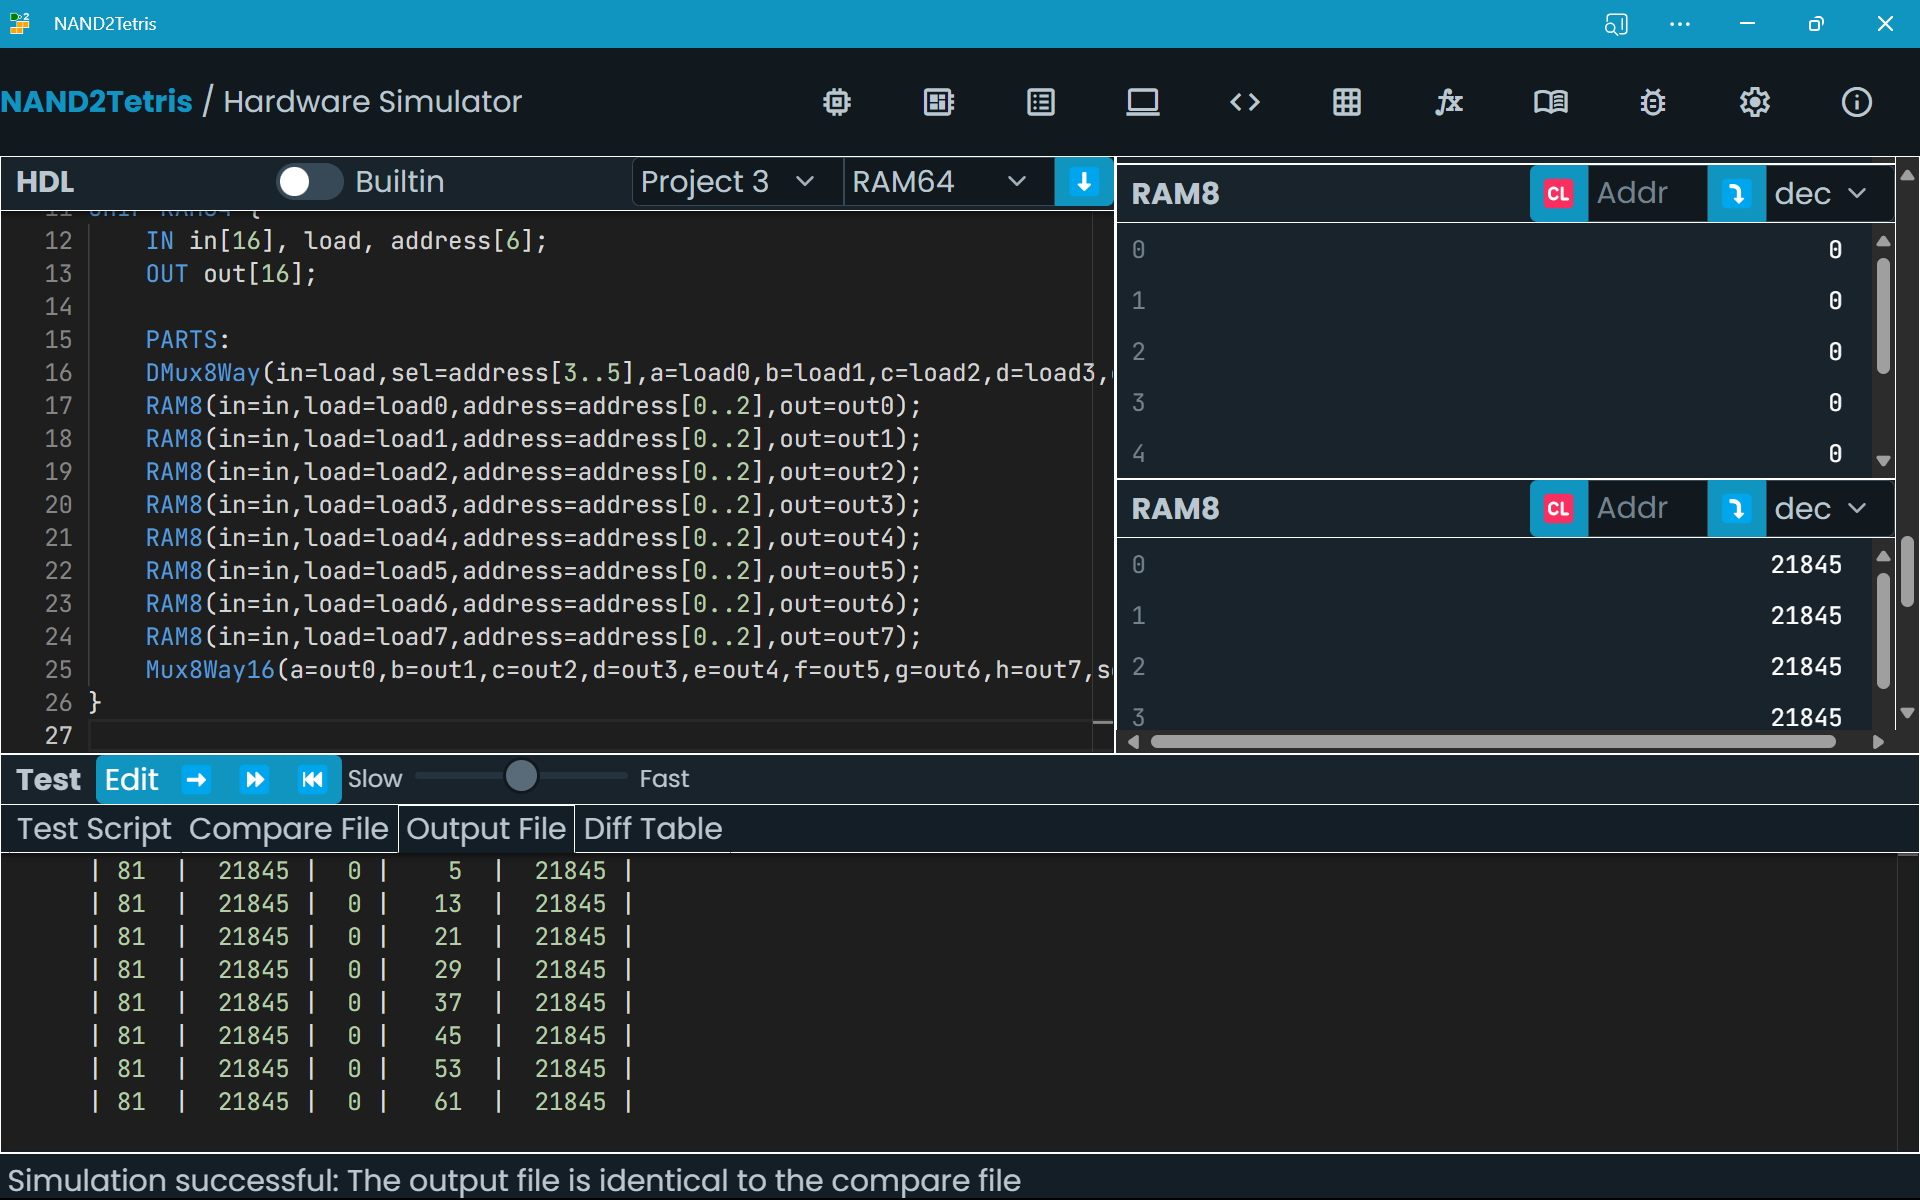 NAND2Tetris
NAND2Tetris / Hardware Simulator
HDL Builtin Project 3 RAM64
12 IN in[16], load, address[6];
13 OUT out[16];
14
15 PARTS:
16 DMux8Way(in=load,sel=address[3..5],a=load0,b=load1,c=load2,d=load3,
17 RAM8(in=in,load=load0,address=address[0..2],out=out0);
18 RAM8(in=in,load=load1,address=address[0..2],out=out1);
19 RAM8(in=in,load=load2,address=address[0..2],out=out2);
20 RAM8(in=in,load=load3,address=address[0..2],out=out3);
21 RAM8(in=in,load=load4,address=address[0..2],out=out4);
22 RAM8(in=in,load=load5,address=address[0..2],out=out5);
23 RAM8(in=in,load=load6,address=address[0..2],out=out6);
24 RAM8(in=in,load=load7,address=address[0..2],out=out7);
25 Mux8Way16(a=out0,b=out1,c=out2,d=out3,e=out4,f=out5,g=out6,h=out7,s
26 }
27
RAM8 CL Addr dec
0 0
1 0
2 0
3 0
4 0
RAM8 CL Addr dec
0 21845
1 21845
2 21845
3 21845
Test Edit Slow Fast
Test Script Compare File Output File Diff Table
| 81 | 21845 | 0 | 5 | 21845 |
| 81 | 21845 | 0 | 13 | 21845 |
| 81 | 21845 | 0 | 21 | 21845 |
| 81 | 21845 | 0 | 29 | 21845 |
| 81 | 21845 | 0 | 37 | 21845 |
| 81 | 21845 | 0 | 45 | 21845 |
| 81 | 21845 | 0 | 53 | 21845 |
| 81 | 21845 | 0 | 61 | 21845 |
Simulation successful: The output file is identical to the compare file